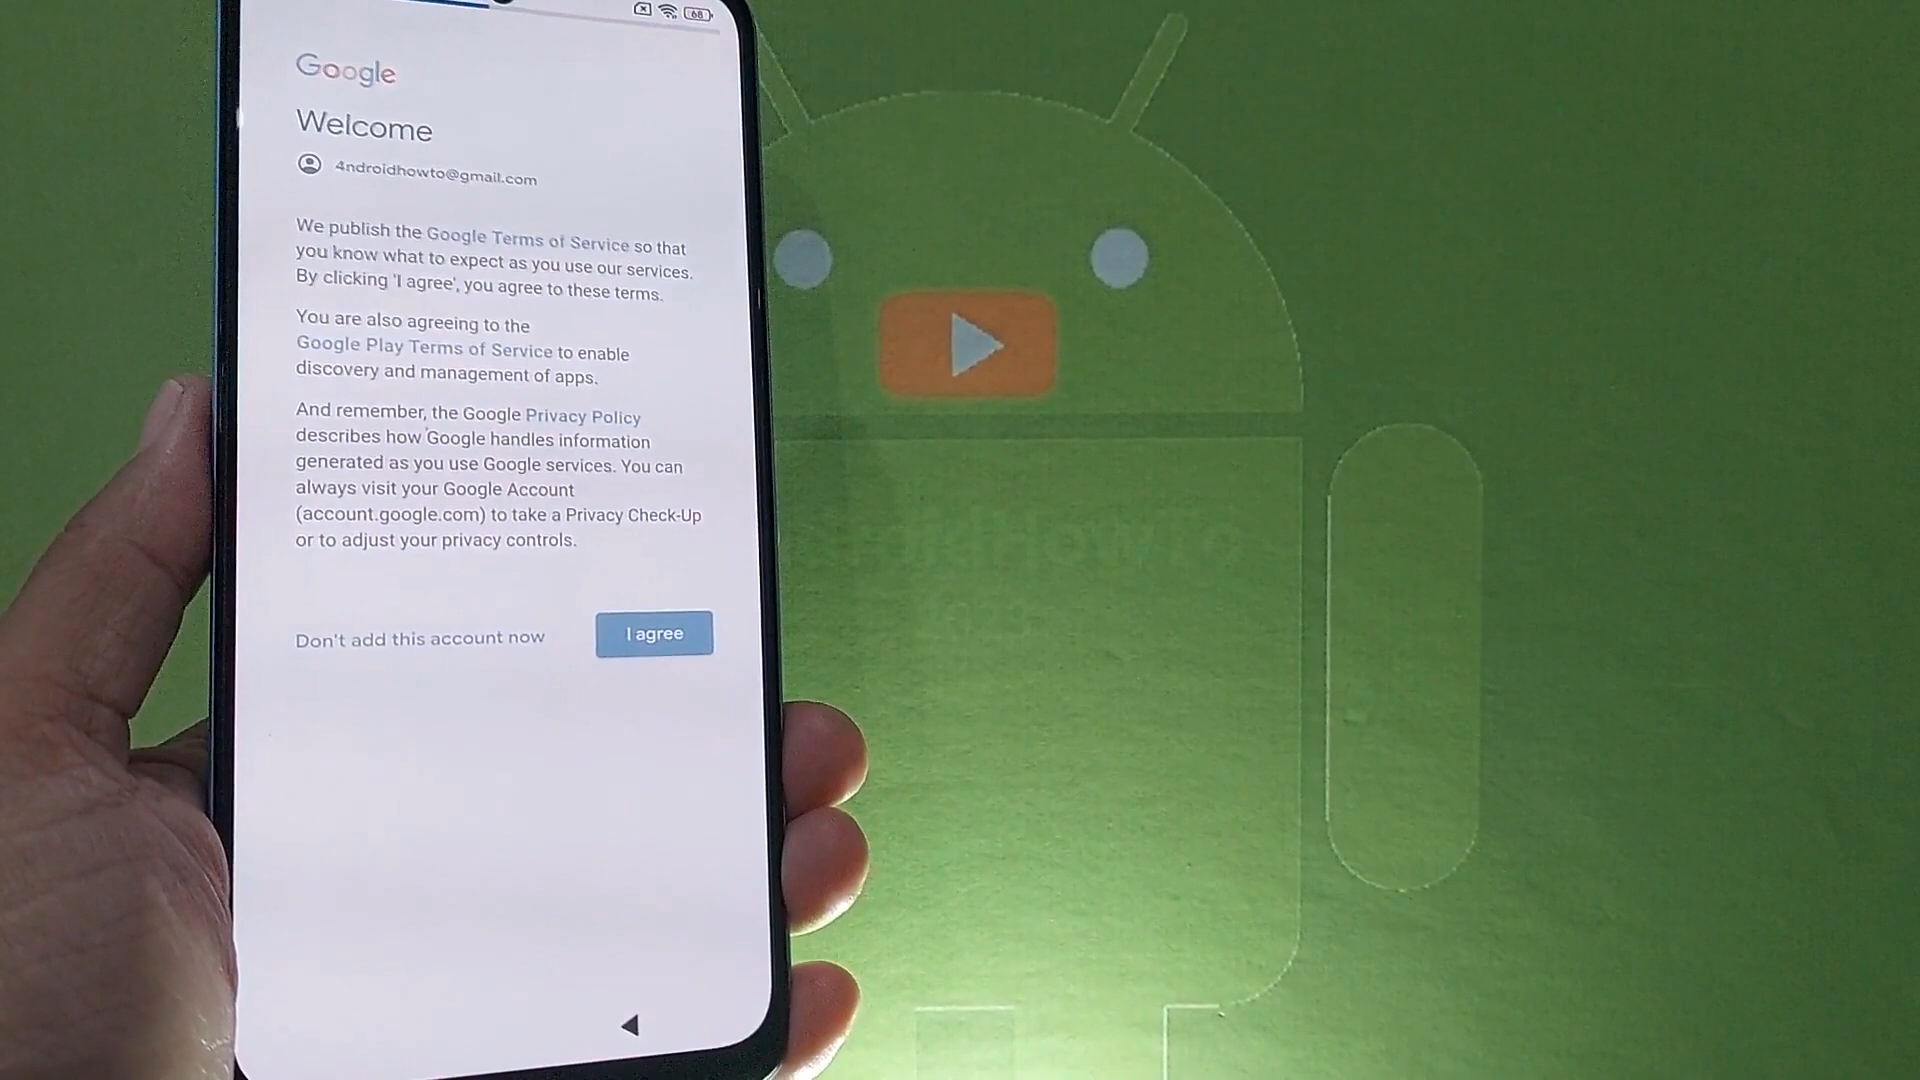 68
Google
Welcome
4ndroidhowto@gmail.com
We publish the Google Terms of Service so that
you know what to expect as you use our services.
By clicking 'I agree', you agree to these terms.
You are also agreeing to the
Google Play Terms of Service to enable
discovery and management of apps.
And remember, the Google Privacy Policy
describes how Google handles information
generated as you use Google services. You can
always visit your Google Account
(account.google.com) to take a Privacy Check-Up
or to adjust your privacy controls.
Don't add this account now
I agree